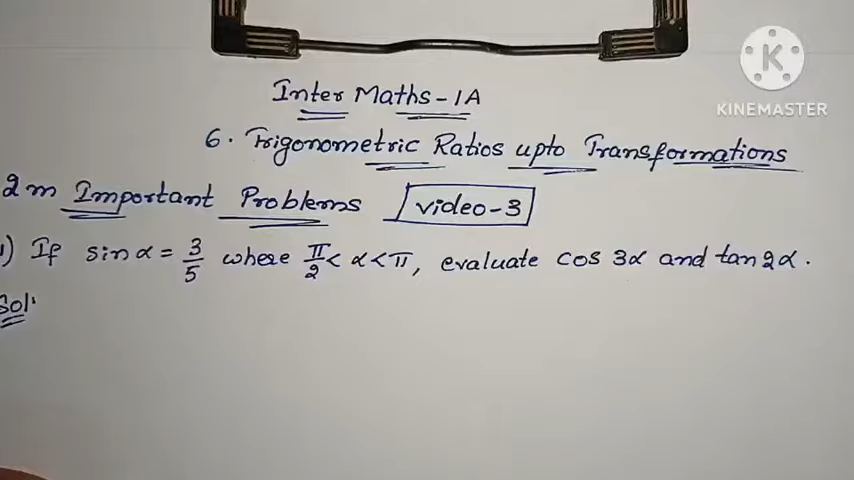 KINEMASTER
Inter Maths-1A
6. Trigonometric Ratios upto Transformations
2m Important Problems video-3
1) If sin α = 3/5 where π/2 < α < π, evaluate cos 3α and tan 2α.
Sol: